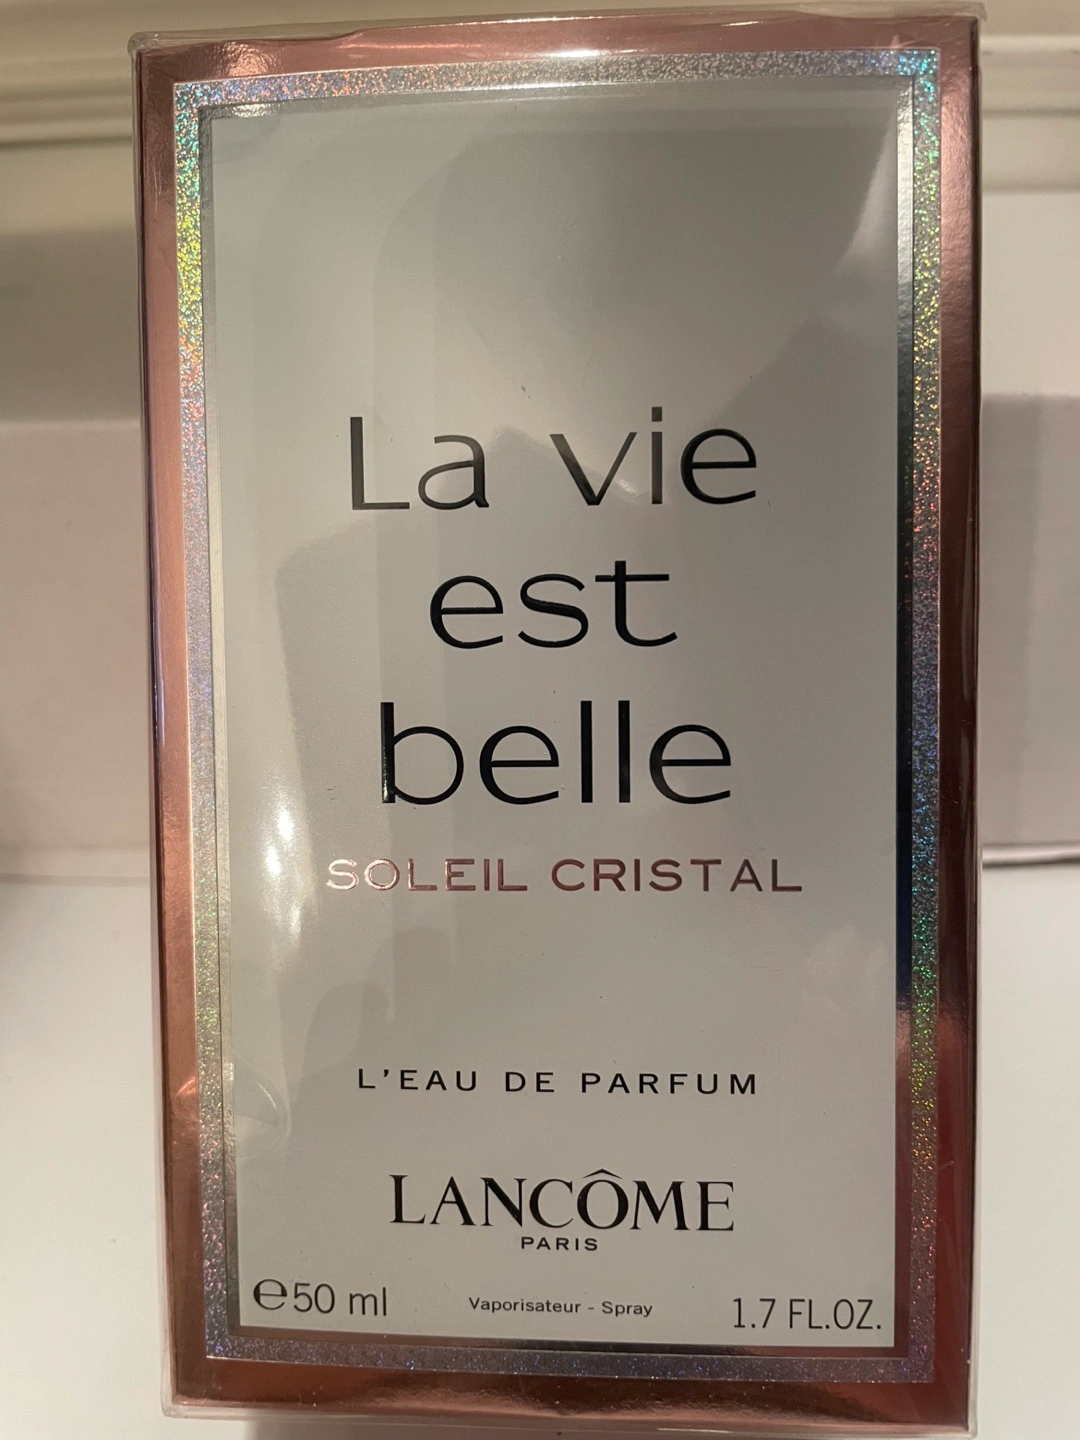 La vie
est
belle
SOLEIL CRISTAL
L'EAU DE PARFUM
LANCÔME
PARIS
℮50 ml Vaporisateur - Spray 1.7 FL.OZ.